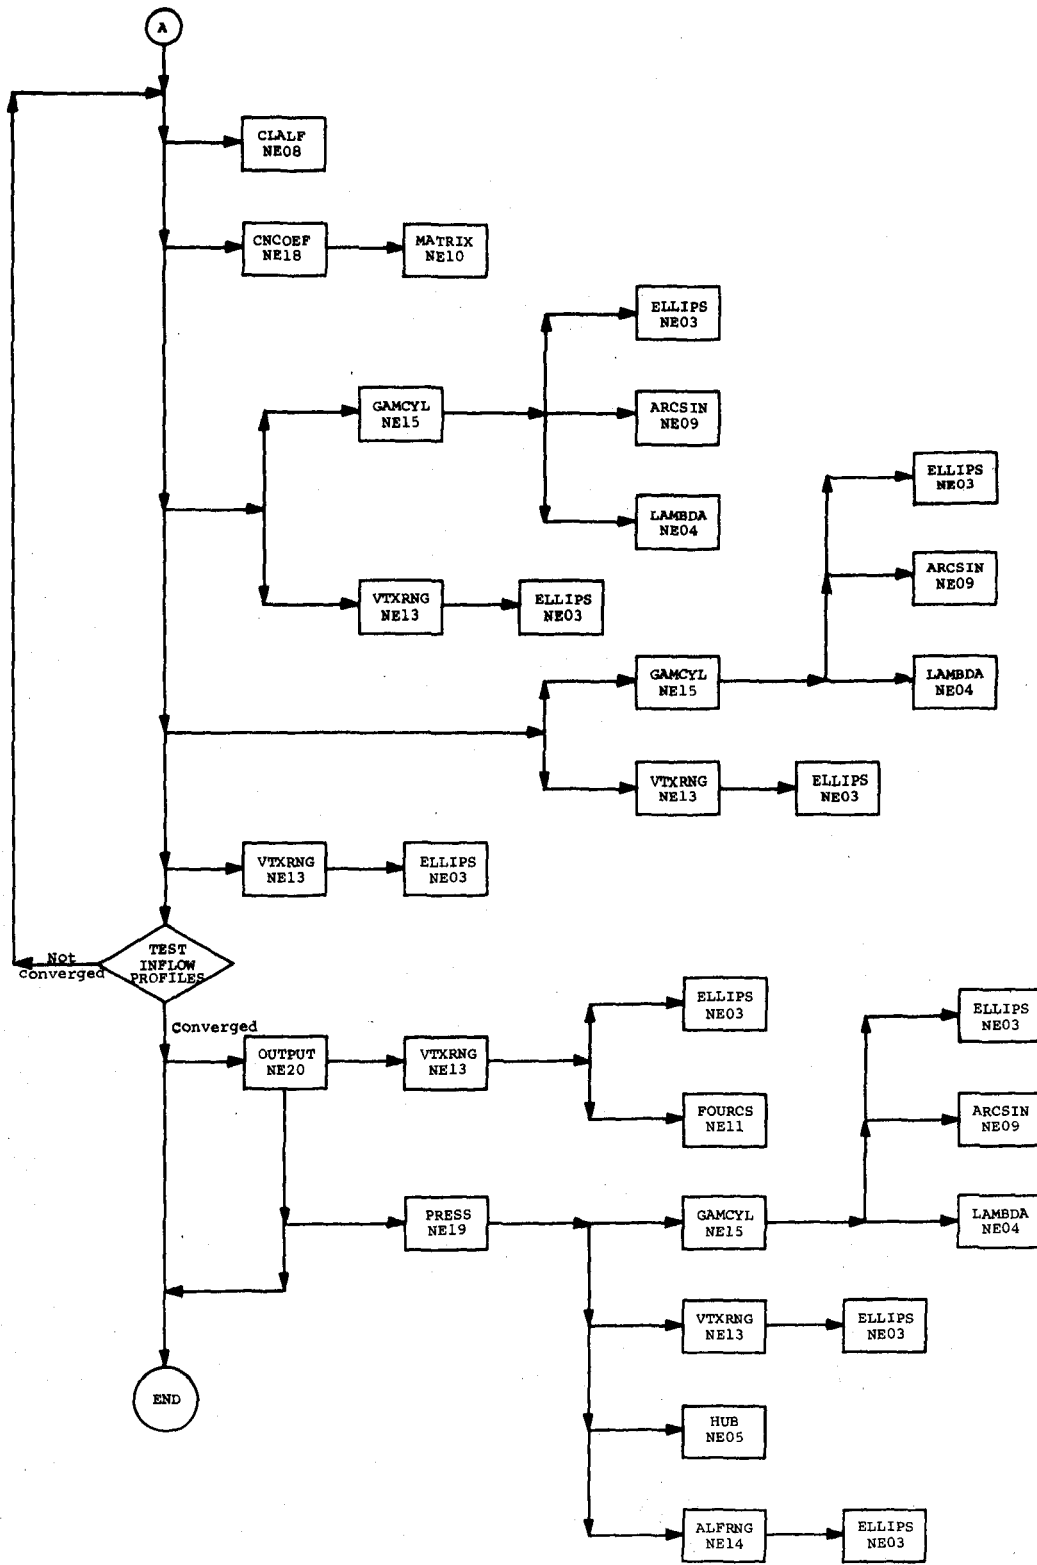 A
CLALF
NE08
CNCOEF
NE18
MATRIX
NE10
ELLIPS
NE03
GAMCYL
NE15
ARCSIN
NE09
ELLIPS
NE03
LAMBDA
NE04
ARCSIN
NE09
VTXRNG
NE13
ELLIPS
NE03
GAMCYL
NE15
LAMBDA
NE04
VTXRNG
NE13
ELLIPS
NE03
VTXRNG
NE13
ELLIPS
NE03
TEST
INFLOW
PROFILES
Not
Converged
Converged
ELLIPS
NE03
ELLIPS
NE03
OUTPUT
NE20
VTXRNG
NE13
FOURCS
NE11
ARCSIN
NE09
PRESS
NE19
GAMCYL
NE15
LAMBDA
NE04
VTXRNG
NE13
ELLIPS
NE03
END
HUB
NE05
ALFRNG
NE14
ELLIPS
NE03